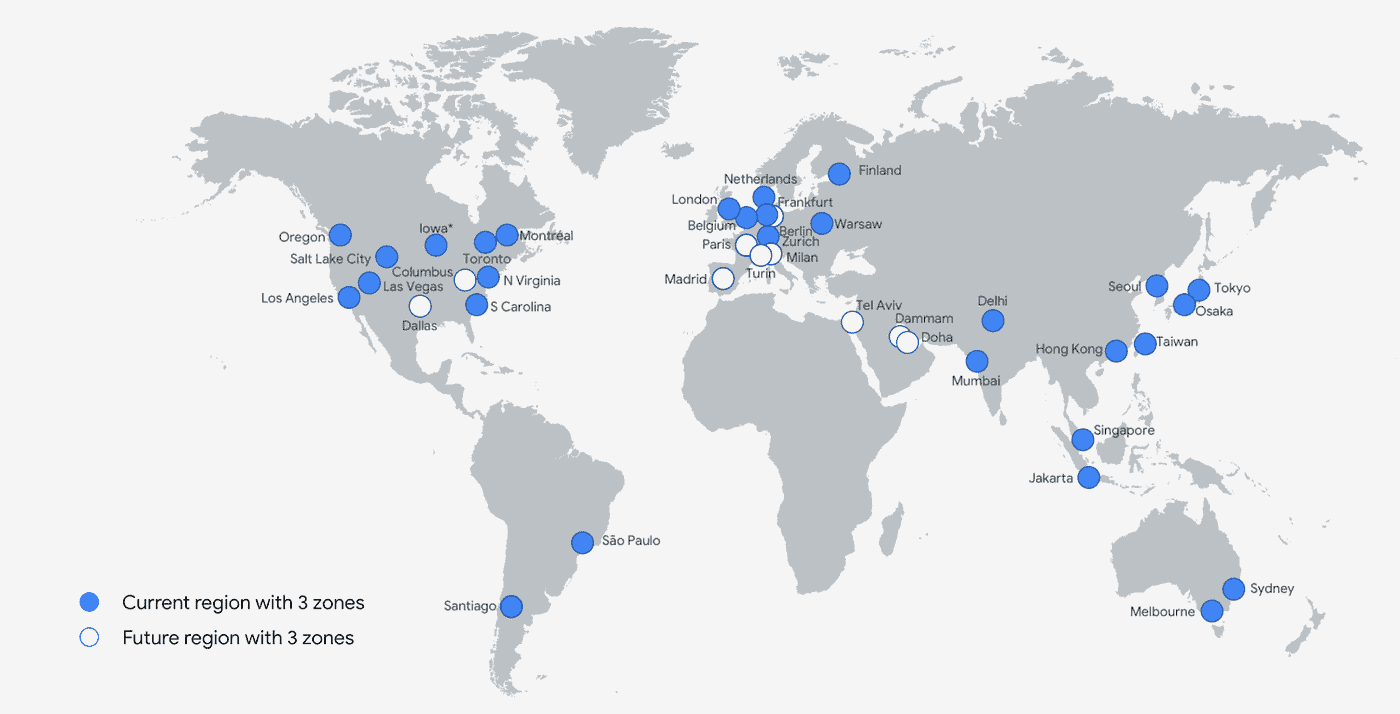 Netherlands
Finland
London
Frankfurt
Belgium
Iowa*
Warsaw
Berlin
Oregon
Montréal
Paris
Zurich
Salt Lake City
Toronto
Milan
Columbus
Turin
Las Vegas
N Virginia
Madrid
Seoul
Tokyo
Los Angeles
S Carolina
Tel Aviv
Delhi
Osaka
Dallas
Dammam
Doha
Hong Kong
Taiwan
Mumbai
Singapore
Jakarta
São Paulo
Sydney
Santiago
Melbourne
Current region with 3 zones
Future region with 3 zones